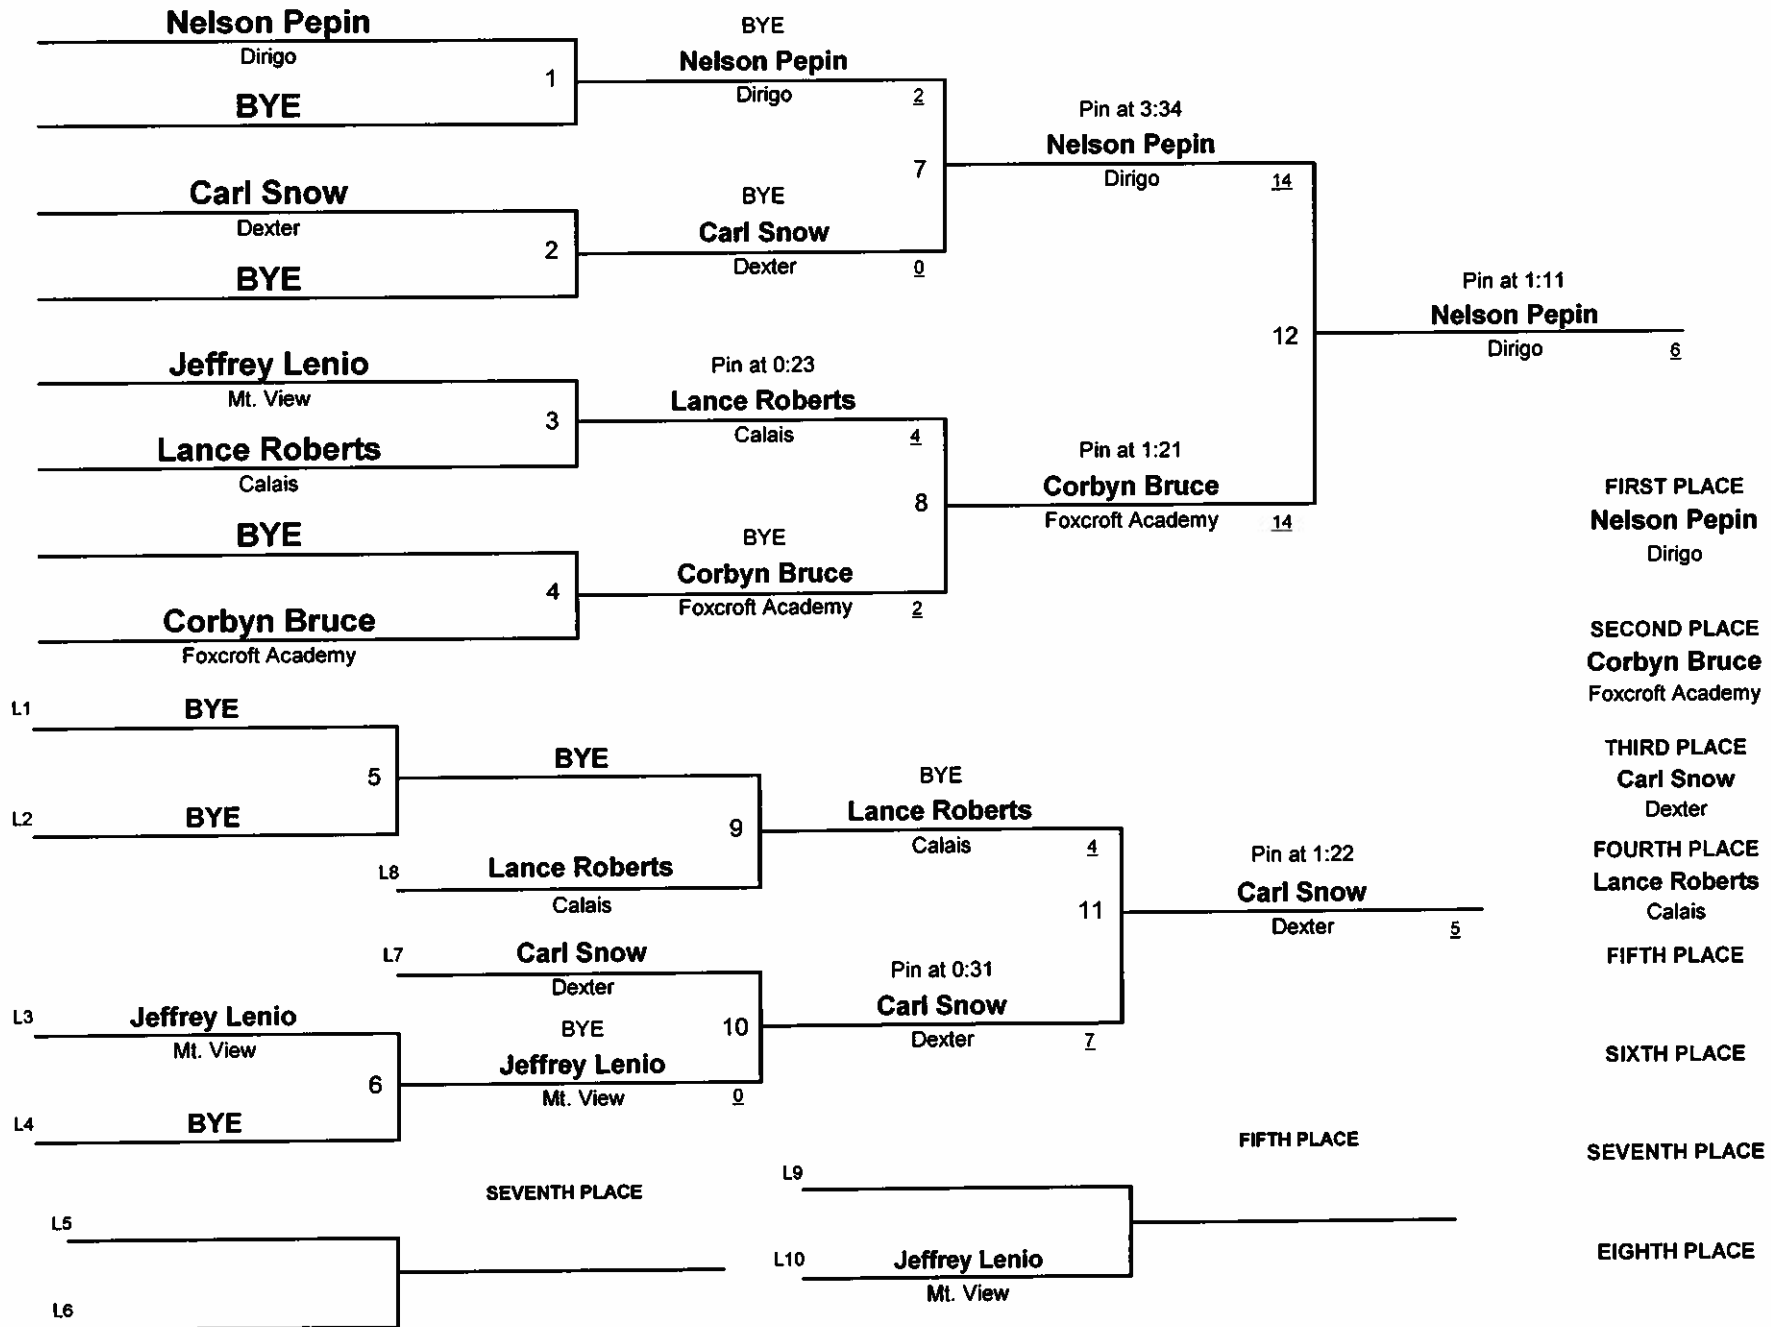 Nelson Pepin
Dirigo
1
BYE
BYE
Nelson Pepin
Dirigo
2
Carl Snow
Dexter
2
BYE
BYE
Carl Snow
Dexter
0
7
Pin at 3:34
Nelson Pepin
Dirigo
14
Jeffrey Lenio
Mt. View
3
Lance Roberts
Calais
Pin at 0:23
Lance Roberts
Calais
4
BYE
4
Corbyn Bruce
Foxcroft Academy
BYE
Corbyn Bruce
Foxcroft Academy
2
8
Pin at 1:21
Corbyn Bruce
Foxcroft Academy
14
12
Pin at 1:11
Nelson Pepin
Dirigo
6
L1
BYE
5
L2
BYE
BYE
9
L8
Lance Roberts
Calais
BYE
Lance Roberts
Calais
4
L7
Carl Snow
Dexter
L3
Jeffrey Lenio
Mt. View
6
L4
BYE
BYE
Jeffrey Lenio
Mt. View
0
10
Pin at 0:31
Carl Snow
Dexter
7
11
Pin at 1:22
Carl Snow
Dexter
5
SEVENTH PLACE
L5
L6
FIFTH PLACE
L9
L10
Jeffrey Lenio
Mt. View
FIRST PLACE
Nelson Pepin
Dirigo
SECOND PLACE
Corbyn Bruce
Foxcroft Academy
THIRD PLACE
Carl Snow
Dexter
FOURTH PLACE
Lance Roberts
Calais
FIFTH PLACE
SIXTH PLACE
SEVENTH PLACE
EIGHTH PLACE